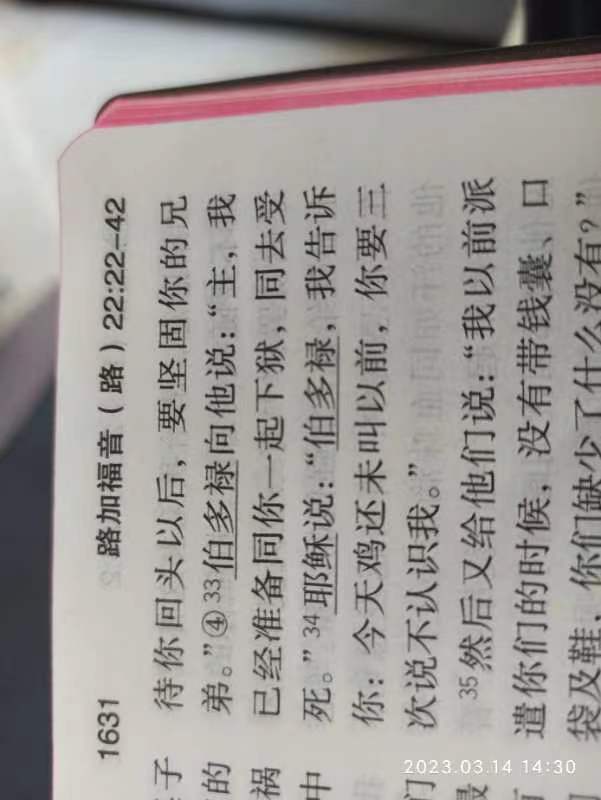 1631 路加福音（路）22:22-42
待你回头以后，要坚固你的兄
弟。”④33伯多禄向他说：“主，我
已经准备同你一起下狱，同去受
死。”34耶稣说：“伯多禄，我告诉
你：今天鸡还未叫以前，你要三
次说不认识我。”
35然后又给他们说：“我以前派
遣你们的时候，没有带钱囊、口
袋及鞋，你们缺少了什么没有？”
子
的
祸
中
们
最
2023.03.14 14:30